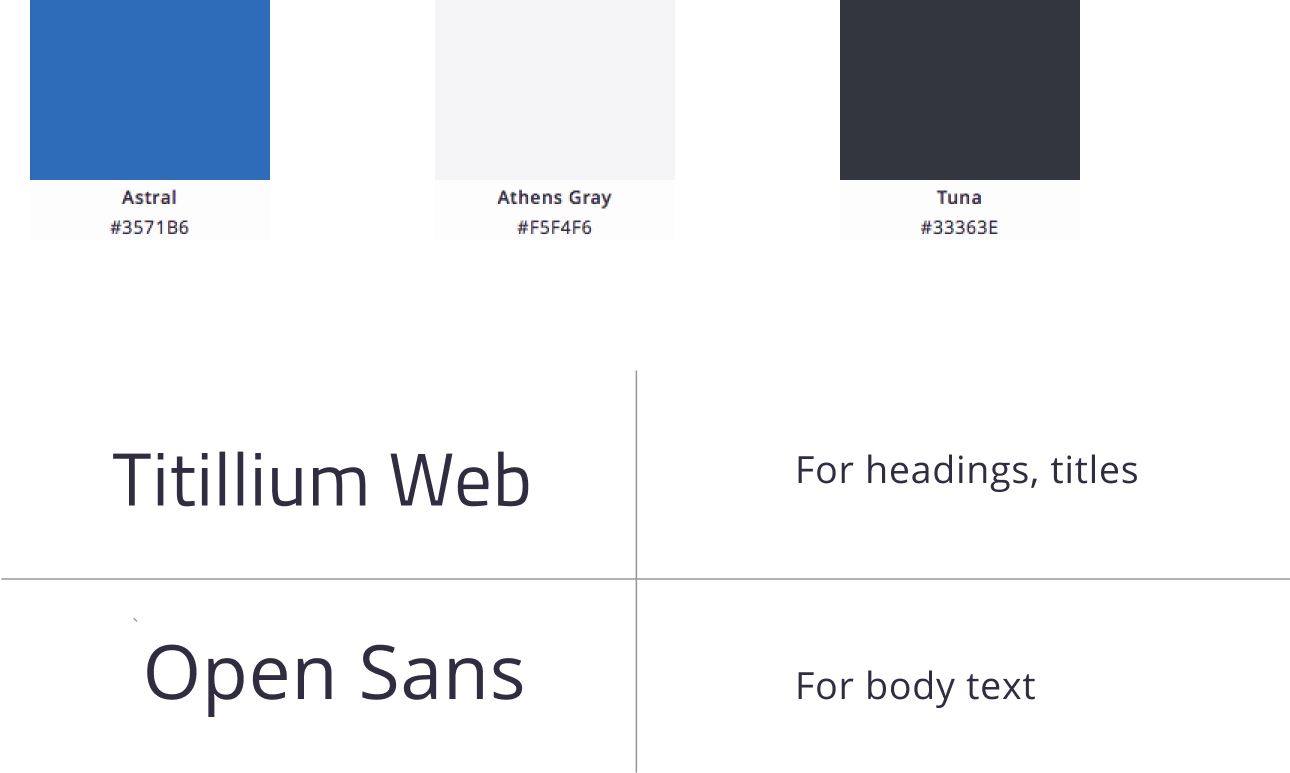 Astral
#3571B6
Athens Gray
#F5F4F6
Tuna
#33363E
Titillium Web
For headings, titles
`
Open Sans
For body text